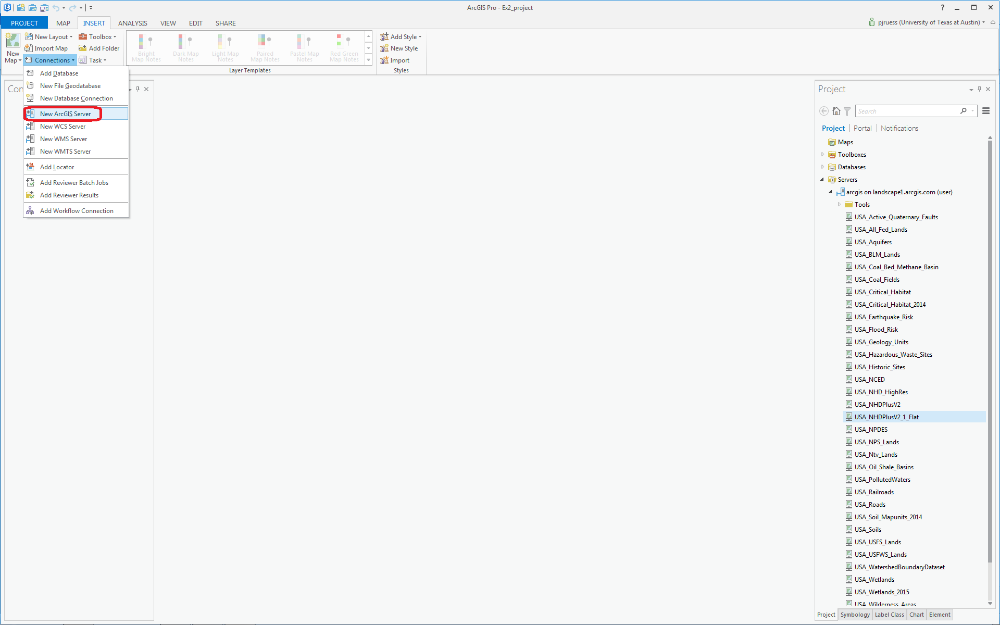 ArcGIS Pro - Ex2_project
?
PROJECT MAP INSERT ANALYSIS VIEW EDIT SHARE
pjruess (University of Texas at Austin)
New Map
New Layout
Import Map
Connections
Toolbox
Add Folder
Task
Bright Map Notes
Dark Map Notes
Light Map Notes
Paired Map Notes
Pastel Map Notes
Red Green Map Notes
Layer Templates
Add Style
New Style
Import
Styles
Con
Add Database
New File Geodatabase
New Database Connection
New ArcGIS Server
New WCS Server
New WMS Server
New WMTS Server
Add Locator
Add Reviewer Batch Jobs
Add Reviewer Results
Add Workflow Connection
Project
Search
Project Portal Notifications
Maps
Toolboxes
Databases
Servers
arcgis on landscape1.arcgis.com (user)
Tools
USA_Active_Quaternary_Faults
USA_All_Fed_Lands
USA_Aquifers
USA_BLM_Lands
USA_Coal_Bed_Methane_Basin
USA_Coal_Fields
USA_Critical_Habitat
USA_Critical_Habitat_2014
USA_Earthquake_Risk
USA_Flood_Risk
USA_Geology_Units
USA_Hazardous_Waste_Sites
USA_Historic_Sites
USA_NCED
USA_NHD_HighRes
USA_NHDPlusV2
USA_NHDPlusV2_1_Flat
USA_NPDES
USA_NPS_Lands
USA_Ntv_Lands
USA_Oil_Shale_Basins
USA_PollutedWaters
USA_Railroads
USA_Roads
USA_Soil_Mapunits_2014
USA_Soils
USA_USFS_Lands
USA_USFWS_Lands
USA_WatershedBoundaryDataset
USA_Wetlands
USA_Wetlands_2015
USA_Wilderness_Areas
Project Symbology Label Class Chart Element